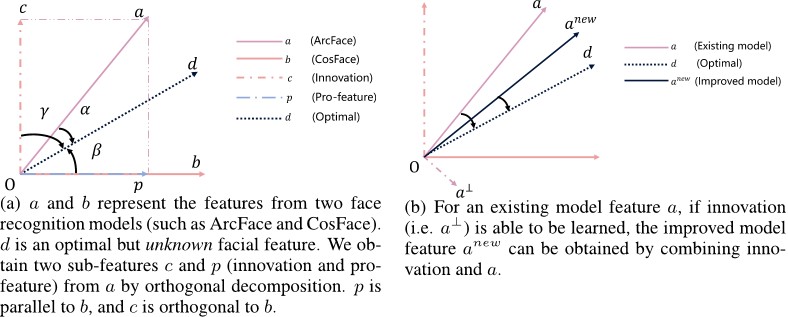 c
a
d
γ
α
β
b
O
p
a (ArcFace)
b (CosFace)
c (Innovation)
p (Pro-feature)
d (Optimal)
(a) a and b represent the features from two face
recognition models (such as ArcFace and CosFace).
d is an optimal but unknown facial feature. We ob-
tain two sub-features c and p (innovation and pro-
feature) from a by orthogonal decomposition. p is
parallel to b, and c is orthogonal to b.
a
a^{new}
d
O
a^⊥
a (Existing model)
d (Optimal)
a^{new} (Improved model)
(b) For an existing model feature a, if innovation
(i.e. a^⊥) is able to be learned, the improved model
feature a^{new} can be obtained by combining inno-
vation and a.